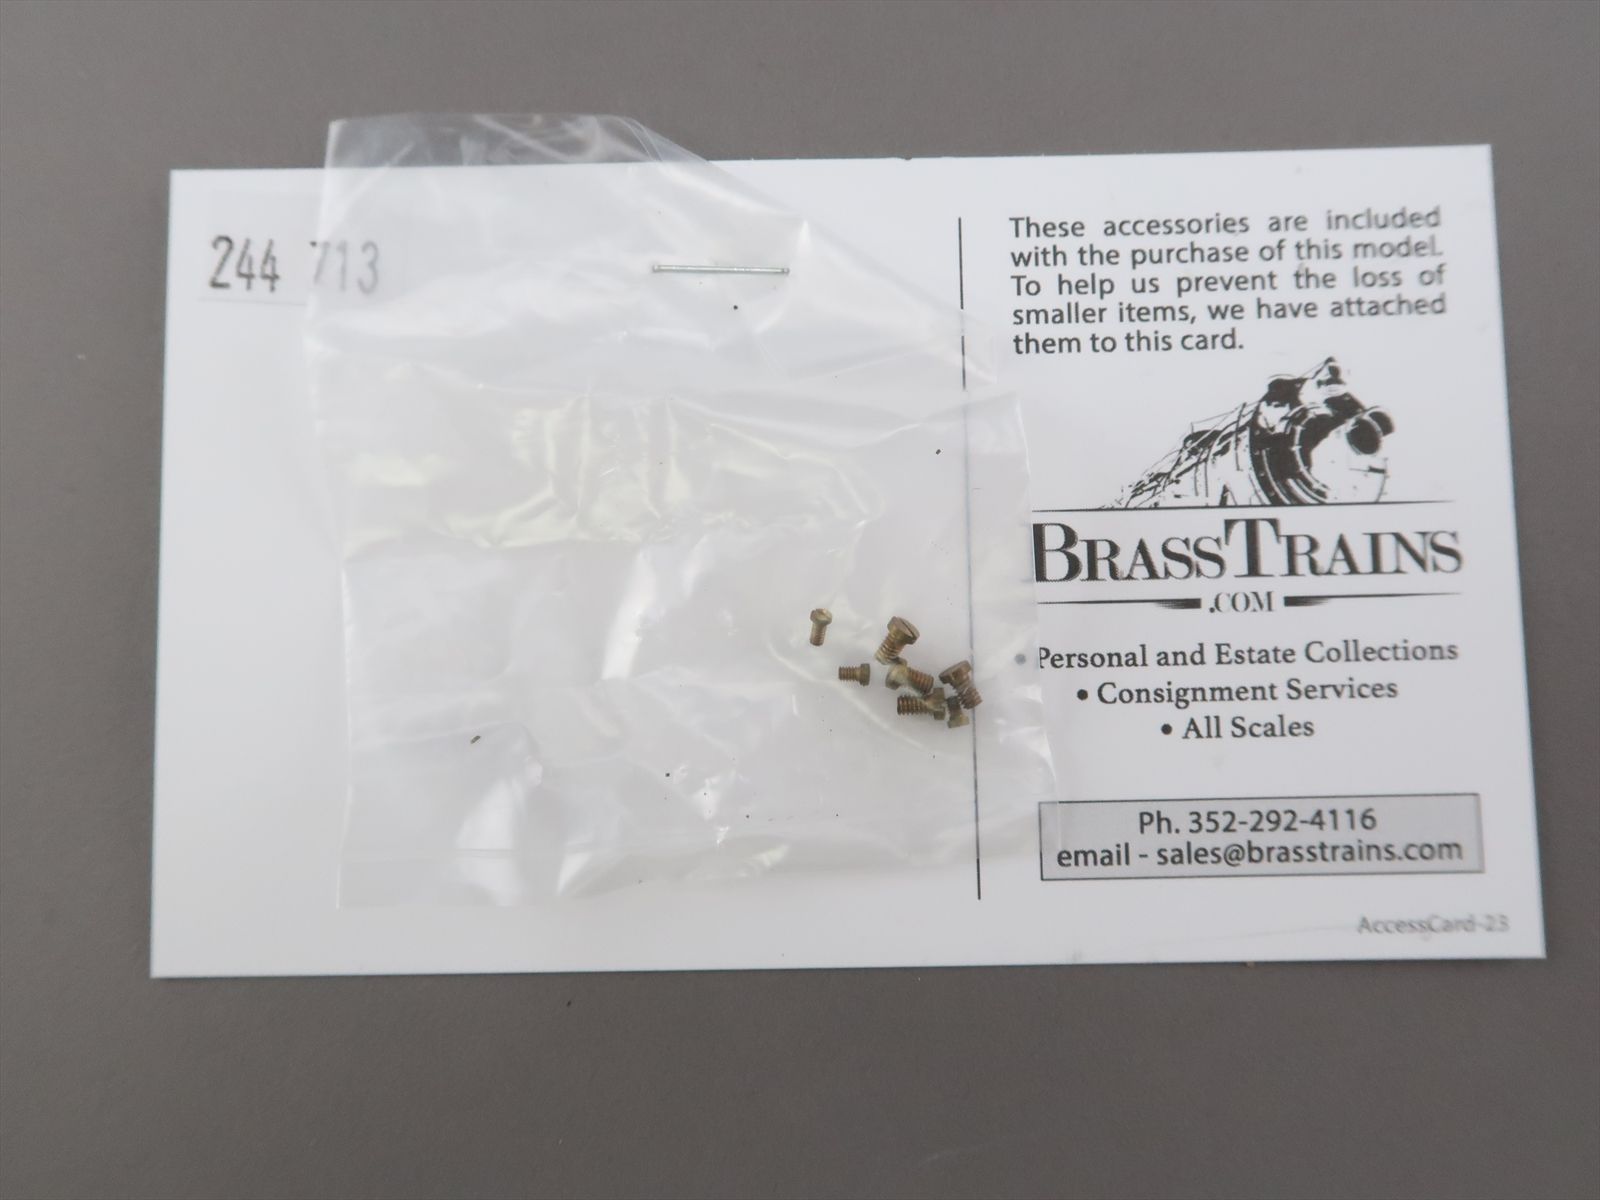 244 713
These accessories are included
with the purchase of this model.
To help us prevent the loss of
smaller items, we have attached
them to this card.
BRASSTRAINS
.COM
• Personal and Estate Collections
• Consignment Services
• All Scales
Ph. 352-292-4116
email - sales@brasstrains.com
AccessCard-23